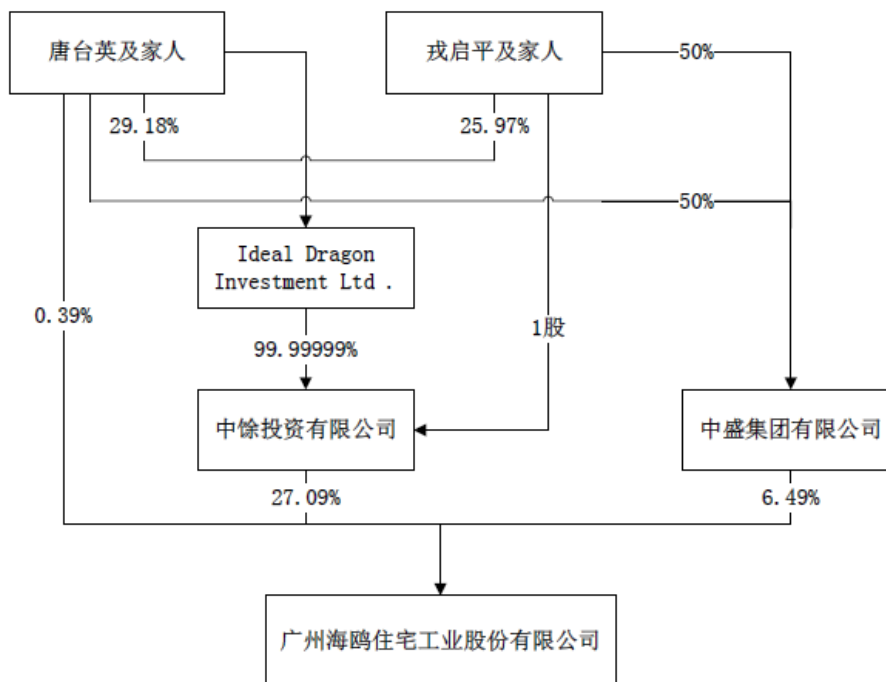 唐台英及家人
戎启平及家人
50%
29.18%
25.97%
50%
Ideal Dragon
Investment Ltd .
0.39%
1股
99.99999%
中馀投资有限公司
中盛集团有限公司
27.09%
6.49%
广州海鸥住宅工业股份有限公司